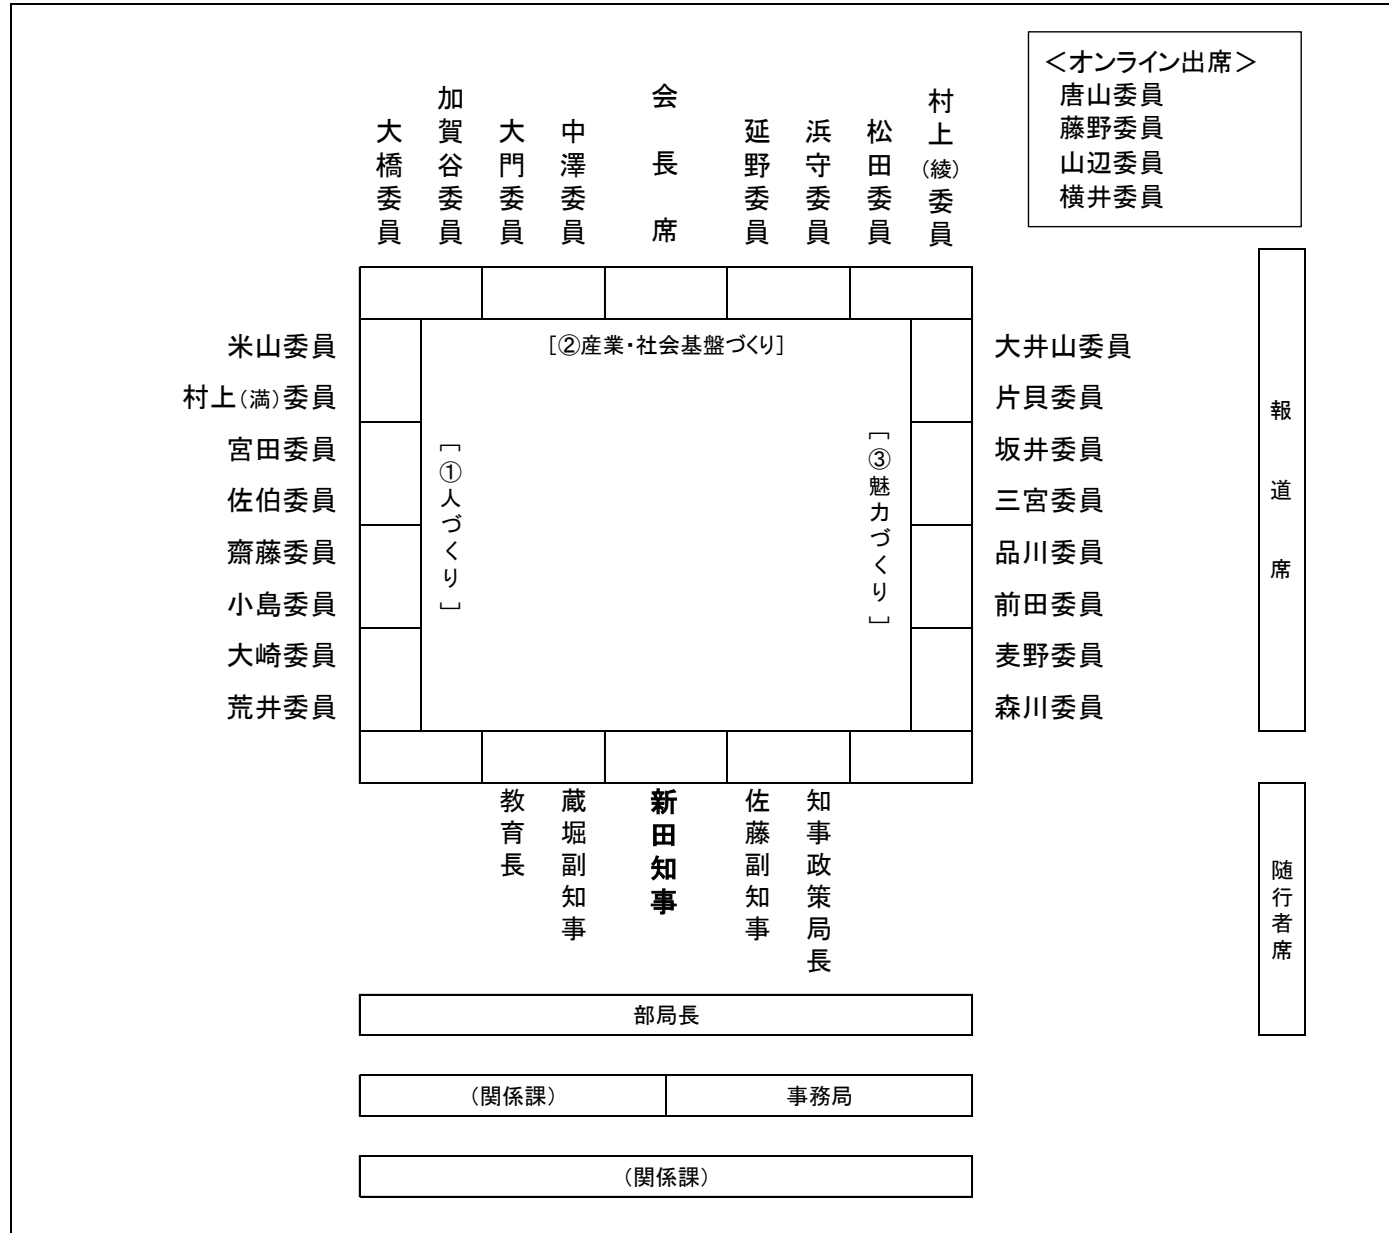 ＜オンライン出席＞
唐山委員
藤野委員
山辺委員
横井委員
大橋委員
加賀谷委員
大門委員
中澤委員
会長席
延野委員
浜守委員
松田委員
村上(綾)委員
米山委員
村上(満)委員
宮田委員
佐伯委員
齋藤委員
小島委員
大崎委員
荒井委員
[②産業・社会基盤づくり]
[①人づくり]
[③魅力づくり]
大井山委員
片貝委員
坂井委員
三宮委員
品川委員
前田委員
麦野委員
森川委員
報道席
教育長
蔵堀副知事
新田知事
佐藤副知事
知事政策局長
随行者席
部局長
(関係課)
事務局
(関係課)